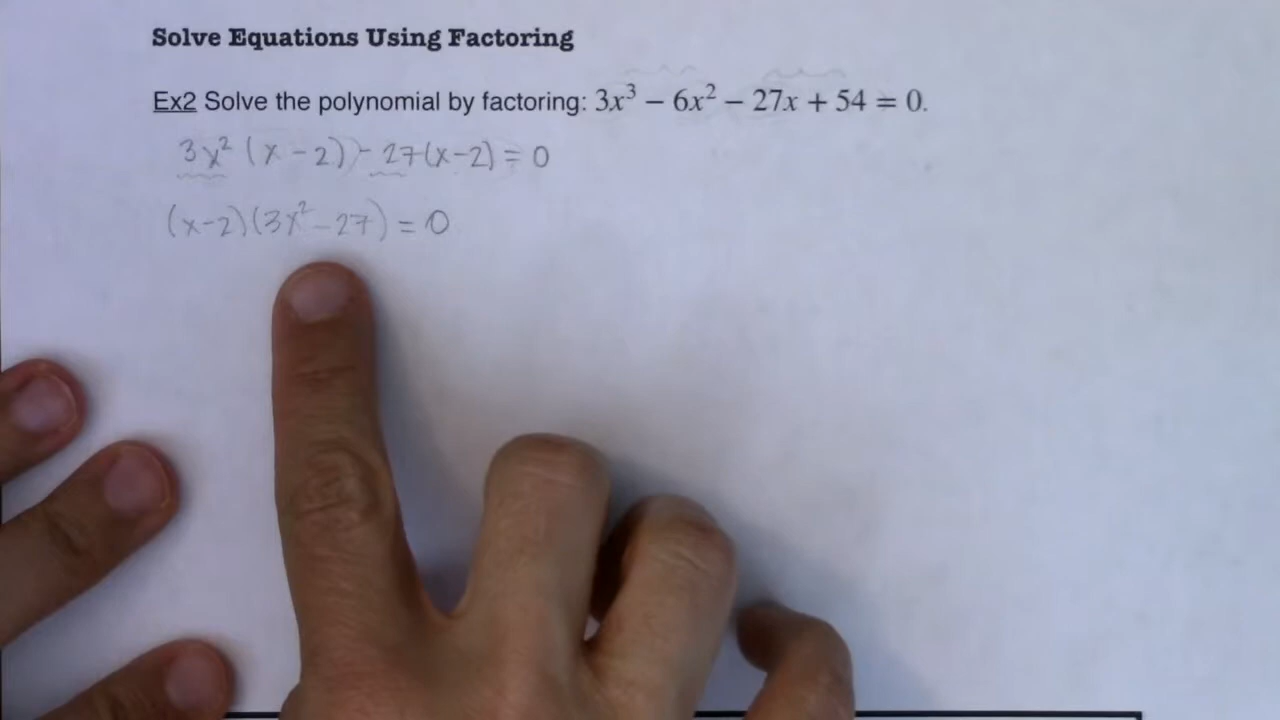 Solve Equations Using Factoring
Ex2 Solve the polynomial by factoring: 3x³ − 6x² − 27x + 54 = 0.
3x² (x − 2) - 27(x-2) = 0
(x-2)(3x² - 27) = 0